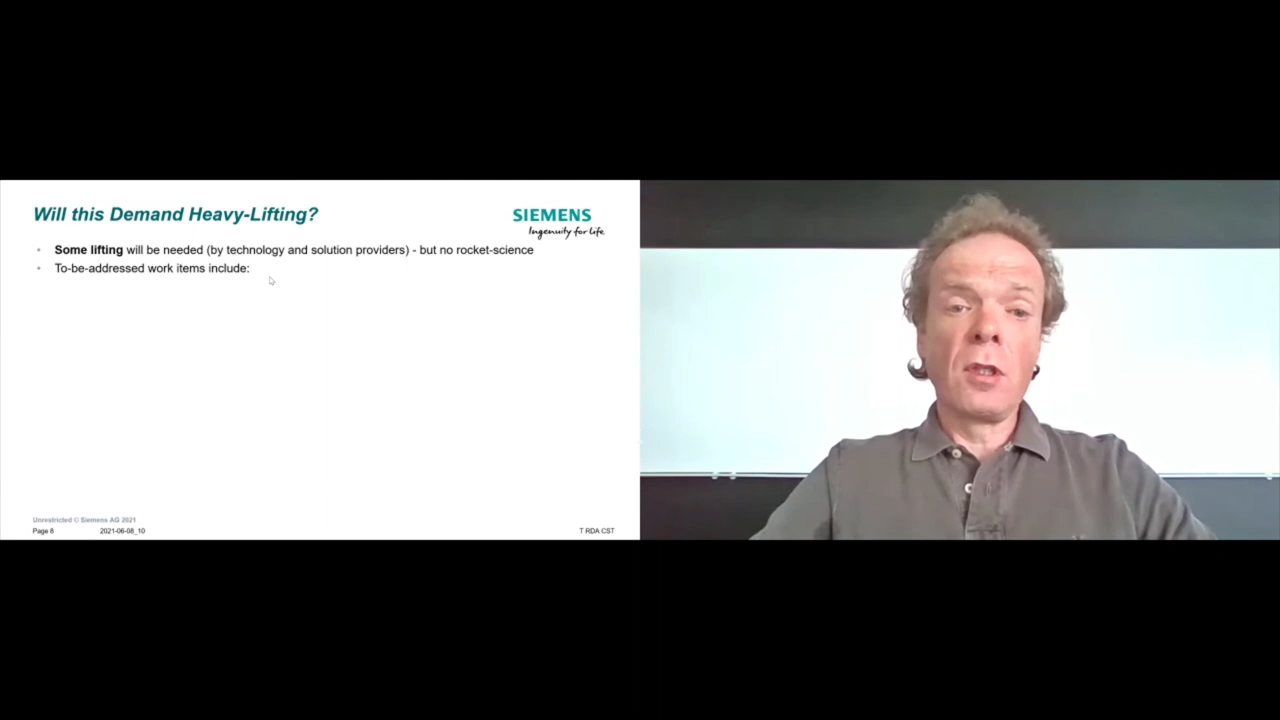 Will this Demand Heavy-Lifting?
SIEMENS
Ingenuity for life
• Some lifting will be needed (by technology and solution providers) - but no rocket-science
• To-be-addressed work items include:
Unrestricted © Siemens AG 2021
Page 8 2021-06-08_10 T RDA CST